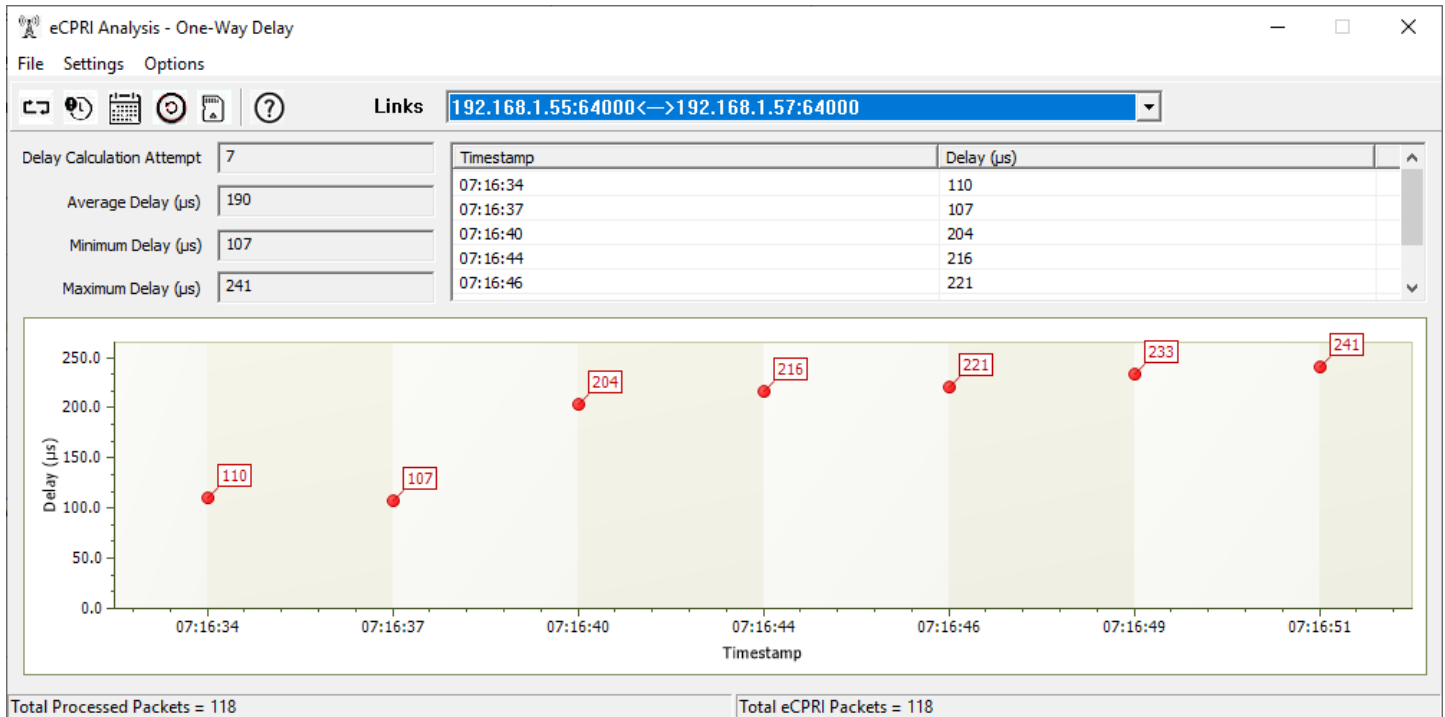 eCPRI Analysis - One-Way Delay
File Settings Options
Links 192.168.1.55:64000<—>192.168.1.57:64000
Delay Calculation Attempt 7
Average Delay (µs) 190
Minimum Delay (µs) 107
Maximum Delay (µs) 241
Timestamp Delay (µs)
07:16:34 110
07:16:37 107
07:16:40 204
07:16:44 216
07:16:46 221
250.0
200.0
150.0
100.0
50.0
0.0
Delay (µs)
110
107
204
216
221
233
241
07:16:34 07:16:37 07:16:40 07:16:44 07:16:46 07:16:49 07:16:51
Timestamp
Total Processed Packets = 118 Total eCPRI Packets = 118